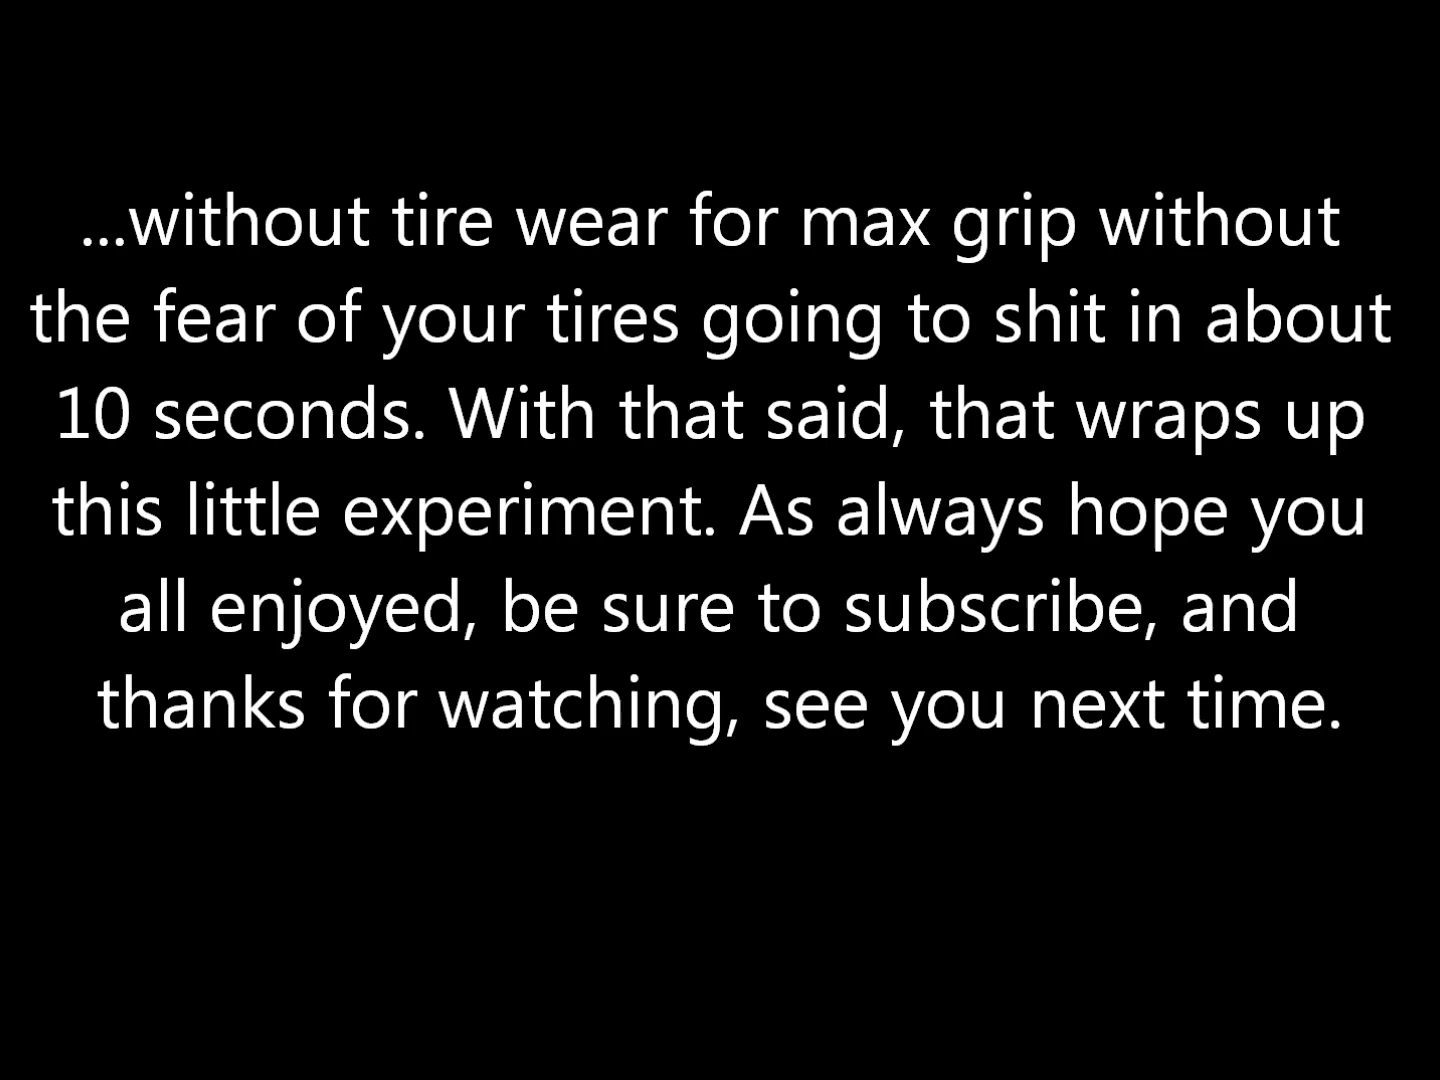 ...without tire wear for max grip without
the fear of your tires going to shit in about
10 seconds. With that said, that wraps up
this little experiment. As always hope you
all enjoyed, be sure to subscribe, and
thanks for watching, see you next time.